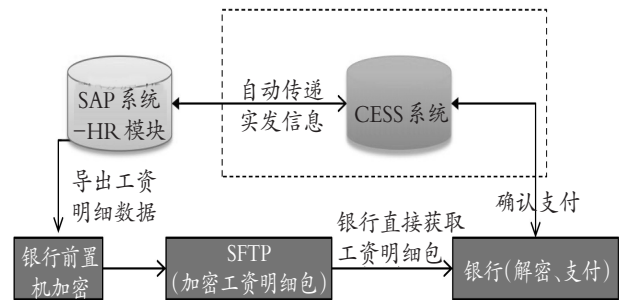 SAP 系统
-HR 模块
自动传递
实发信息
CESS 系统
导出工资
明细数据
确认支付
银行前置
机加密
SFTP
(加密工资明细包)
银行直接获取
工资明细包
银行(解密、支付)